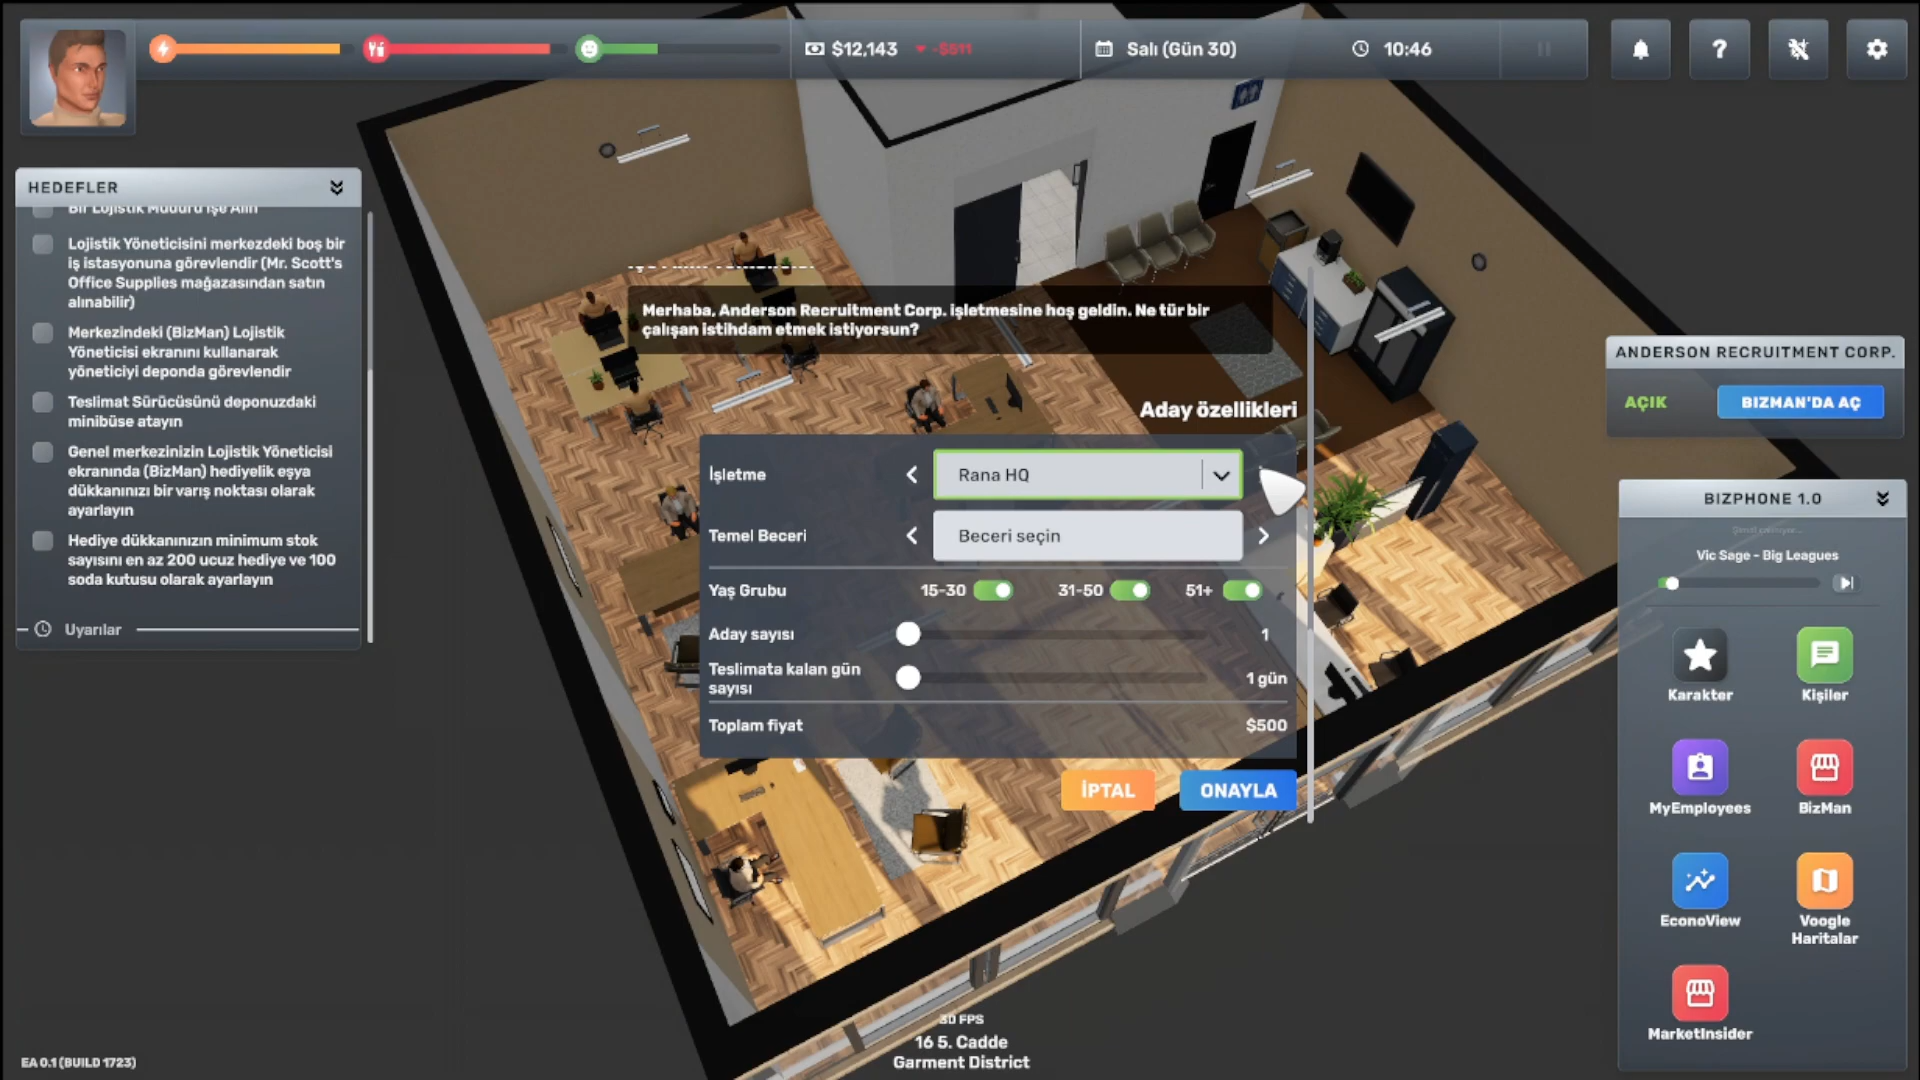 $12,143
-$511
Salı (Gün 30)
10:46
HEDEFLER
Bir Lojistik Müdürü İşe Alın
Lojistik Yöneticisini merkezdeki boş bir
iş istasyonuna görevlendir (Mr. Scott's
Office Supplies mağazasından satın
alınabilir)
Merkezindeki (BizMan) Lojistik
Yöneticisi ekranını kullanarak
yöneticiyi deponda görevlendir
Teslimat Sürücüsünü deponuzdaki
minibüse atayın
Genel merkezinizin Lojistik Yöneticisi
ekranında (BizMan) hediyelik eşya
dükkanınızı bir varış noktası olarak
ayarlayın
Hediye dükkanınızın minimum stok
sayısını en az 200 ucuz hediye ve 100
soda kutusu olarak ayarlayın
Uyarılar
Merhaba, Anderson Recruitment Corp. işletmesine hoş geldin. Ne tür bir
çalışan istihdam etmek istiyorsun?
Aday özellikleri
İşletme
Rana HQ
Temel Beceri
Beceri seçin
Yaş Grubu
15-30
31-50
51+
Aday sayısı
1
Teslimata kalan gün
sayısı
1 gün
Toplam fiyat
$500
İPTAL
ONAYLA
ANDERSON RECRUITMENT CORP.
AÇIK
BIZMAN'DA AÇ
BIZPHONE 1.0
Vic Sage - Big Leagues
Karakter
Kişiler
MyEmployees
BizMan
EconoView
Voogle
Haritalar
MarketInsider
30 FPS
16 5. Cadde
Garment District
EA 0.1 (BUILD 1723)